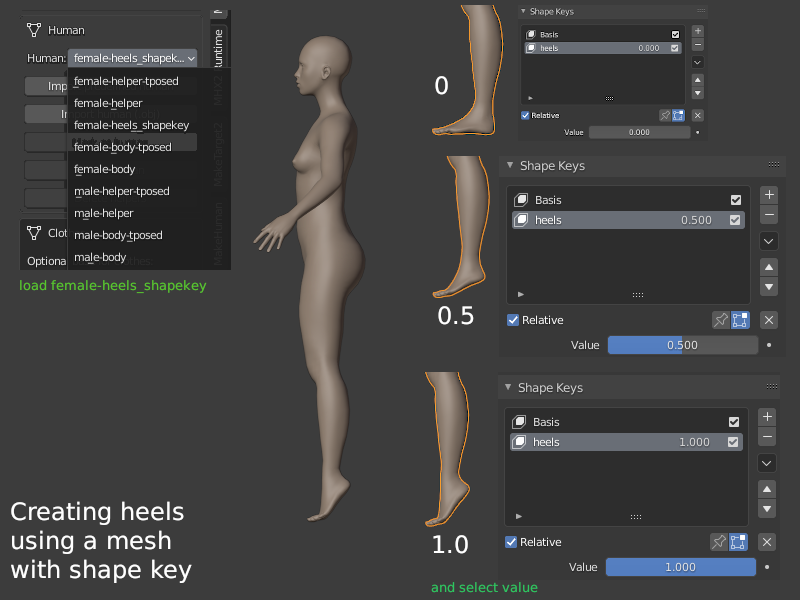 Human
Human: female-heels_shapek...
female-helper-tposed
female-helper
female-heels_shapekey
female-body-tposed
female-body
male-helper-tposed
male-helper
male-body-tposed
male-body
Imp
Clot
Optiona
Runtime
MakeTarget2
MakeHuman
load female-heels_shapekey
0
Shape Keys
Basis
heels 0.000
Relative
Value 0.000
0.5
Shape Keys
Basis
heels 0.500
Relative
Value 0.500
1.0
Shape Keys
Basis
heels 1.000
Relative
Value 1.000
and select value
Creating heels
using a mesh
with shape key